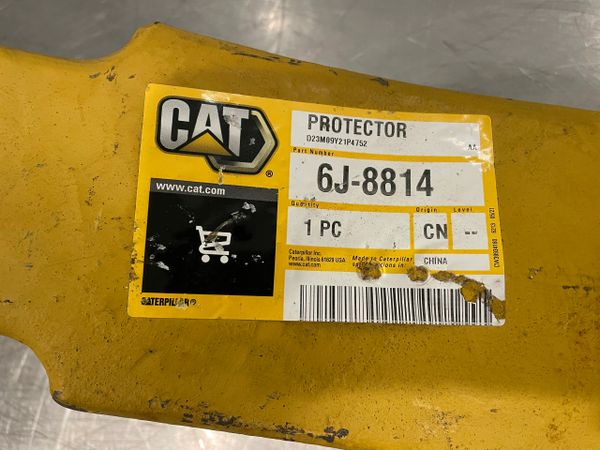 CAT
®
www.cat.com
CATERPILLAR®
PROTECTOR
D23M09Y21P4752 AA
Part Number
6J-8814
Quantity Origin Level
1 PC CN --
Caterpillar Inc.
Peoria, Illinois 61629 USA
www.cat.com
Made to Caterpillar
CHINA